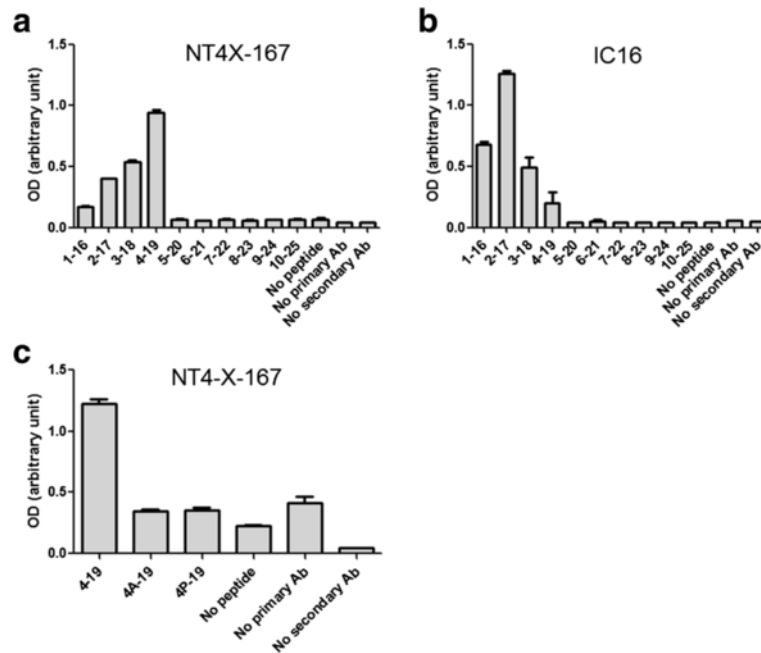 a
NT4X-167
OD (arbitrary unit)
1.5
1.0
0.5
0.0
1-16
2-17
3-18
4-19
5-20
6-21
7-22
8-23
9-24
10-25
No peptide
No primary Ab
No secondary Ab
b
IC16
OD (arbitrary unit)
1.5
1.0
0.5
0.0
1-16
2-17
3-18
4-19
5-20
6-21
7-22
8-23
9-24
10-25
No peptide
No primary Ab
No secondary Ab
c
NT4-X-167
OD (arbitrary unit)
1.5
1.0
0.5
0.0
4-19
4A-19
4P-19
No peptide
No primary Ab
No secondary Ab